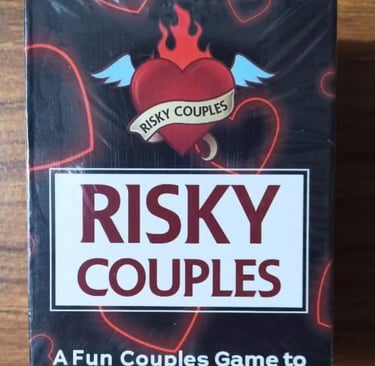 RISKY COUPLES
RISKY
COUPLES
A Fun Couples Game to